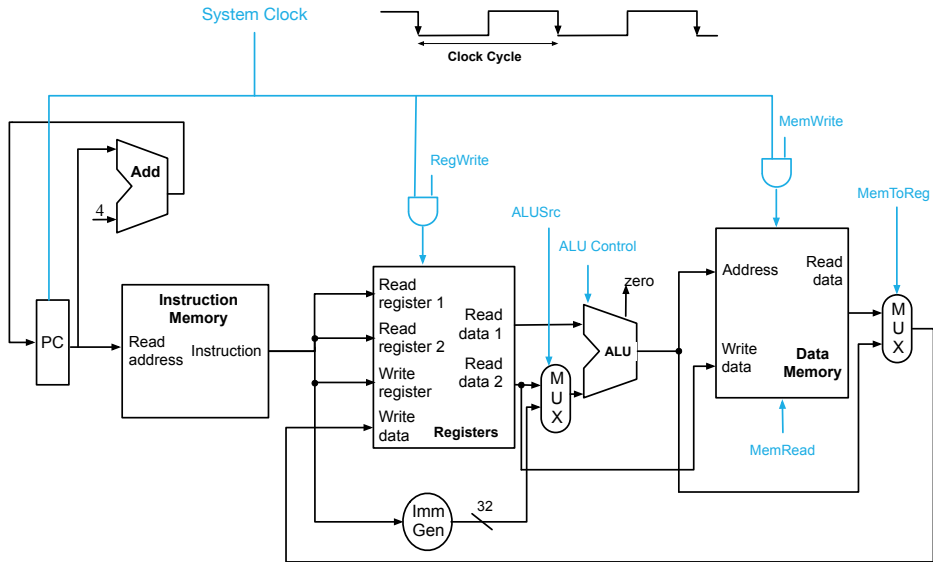 System Clock
Clock Cycle
MemWrite
Add
RegWrite
MemToReg
4
ALUSrc
ALU Control
zero
Instruction
Memory
PC
Read
address
Instruction
Read
register 1
Read
register 2
Write
register
Write
data
Read
data 1
Read
data 2
Registers
M
U
X
ALU
Address
Read
data
Write
data
Data
Memory
M
U
X
MemRead
Imm
Gen
32